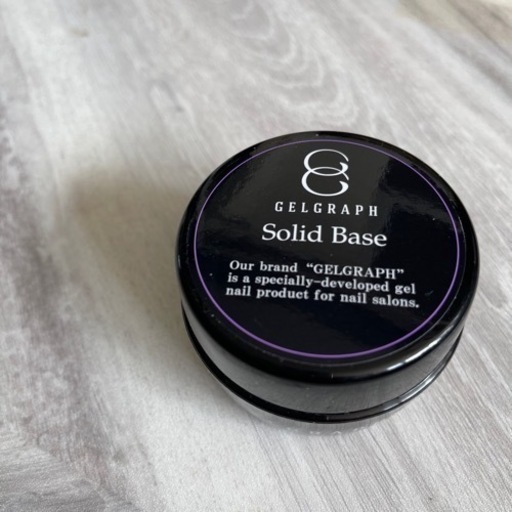 GELGRAPH
Solid Base
Our brand “GELGRAPH”
is a specially-developed gel
nail product for nail salons.